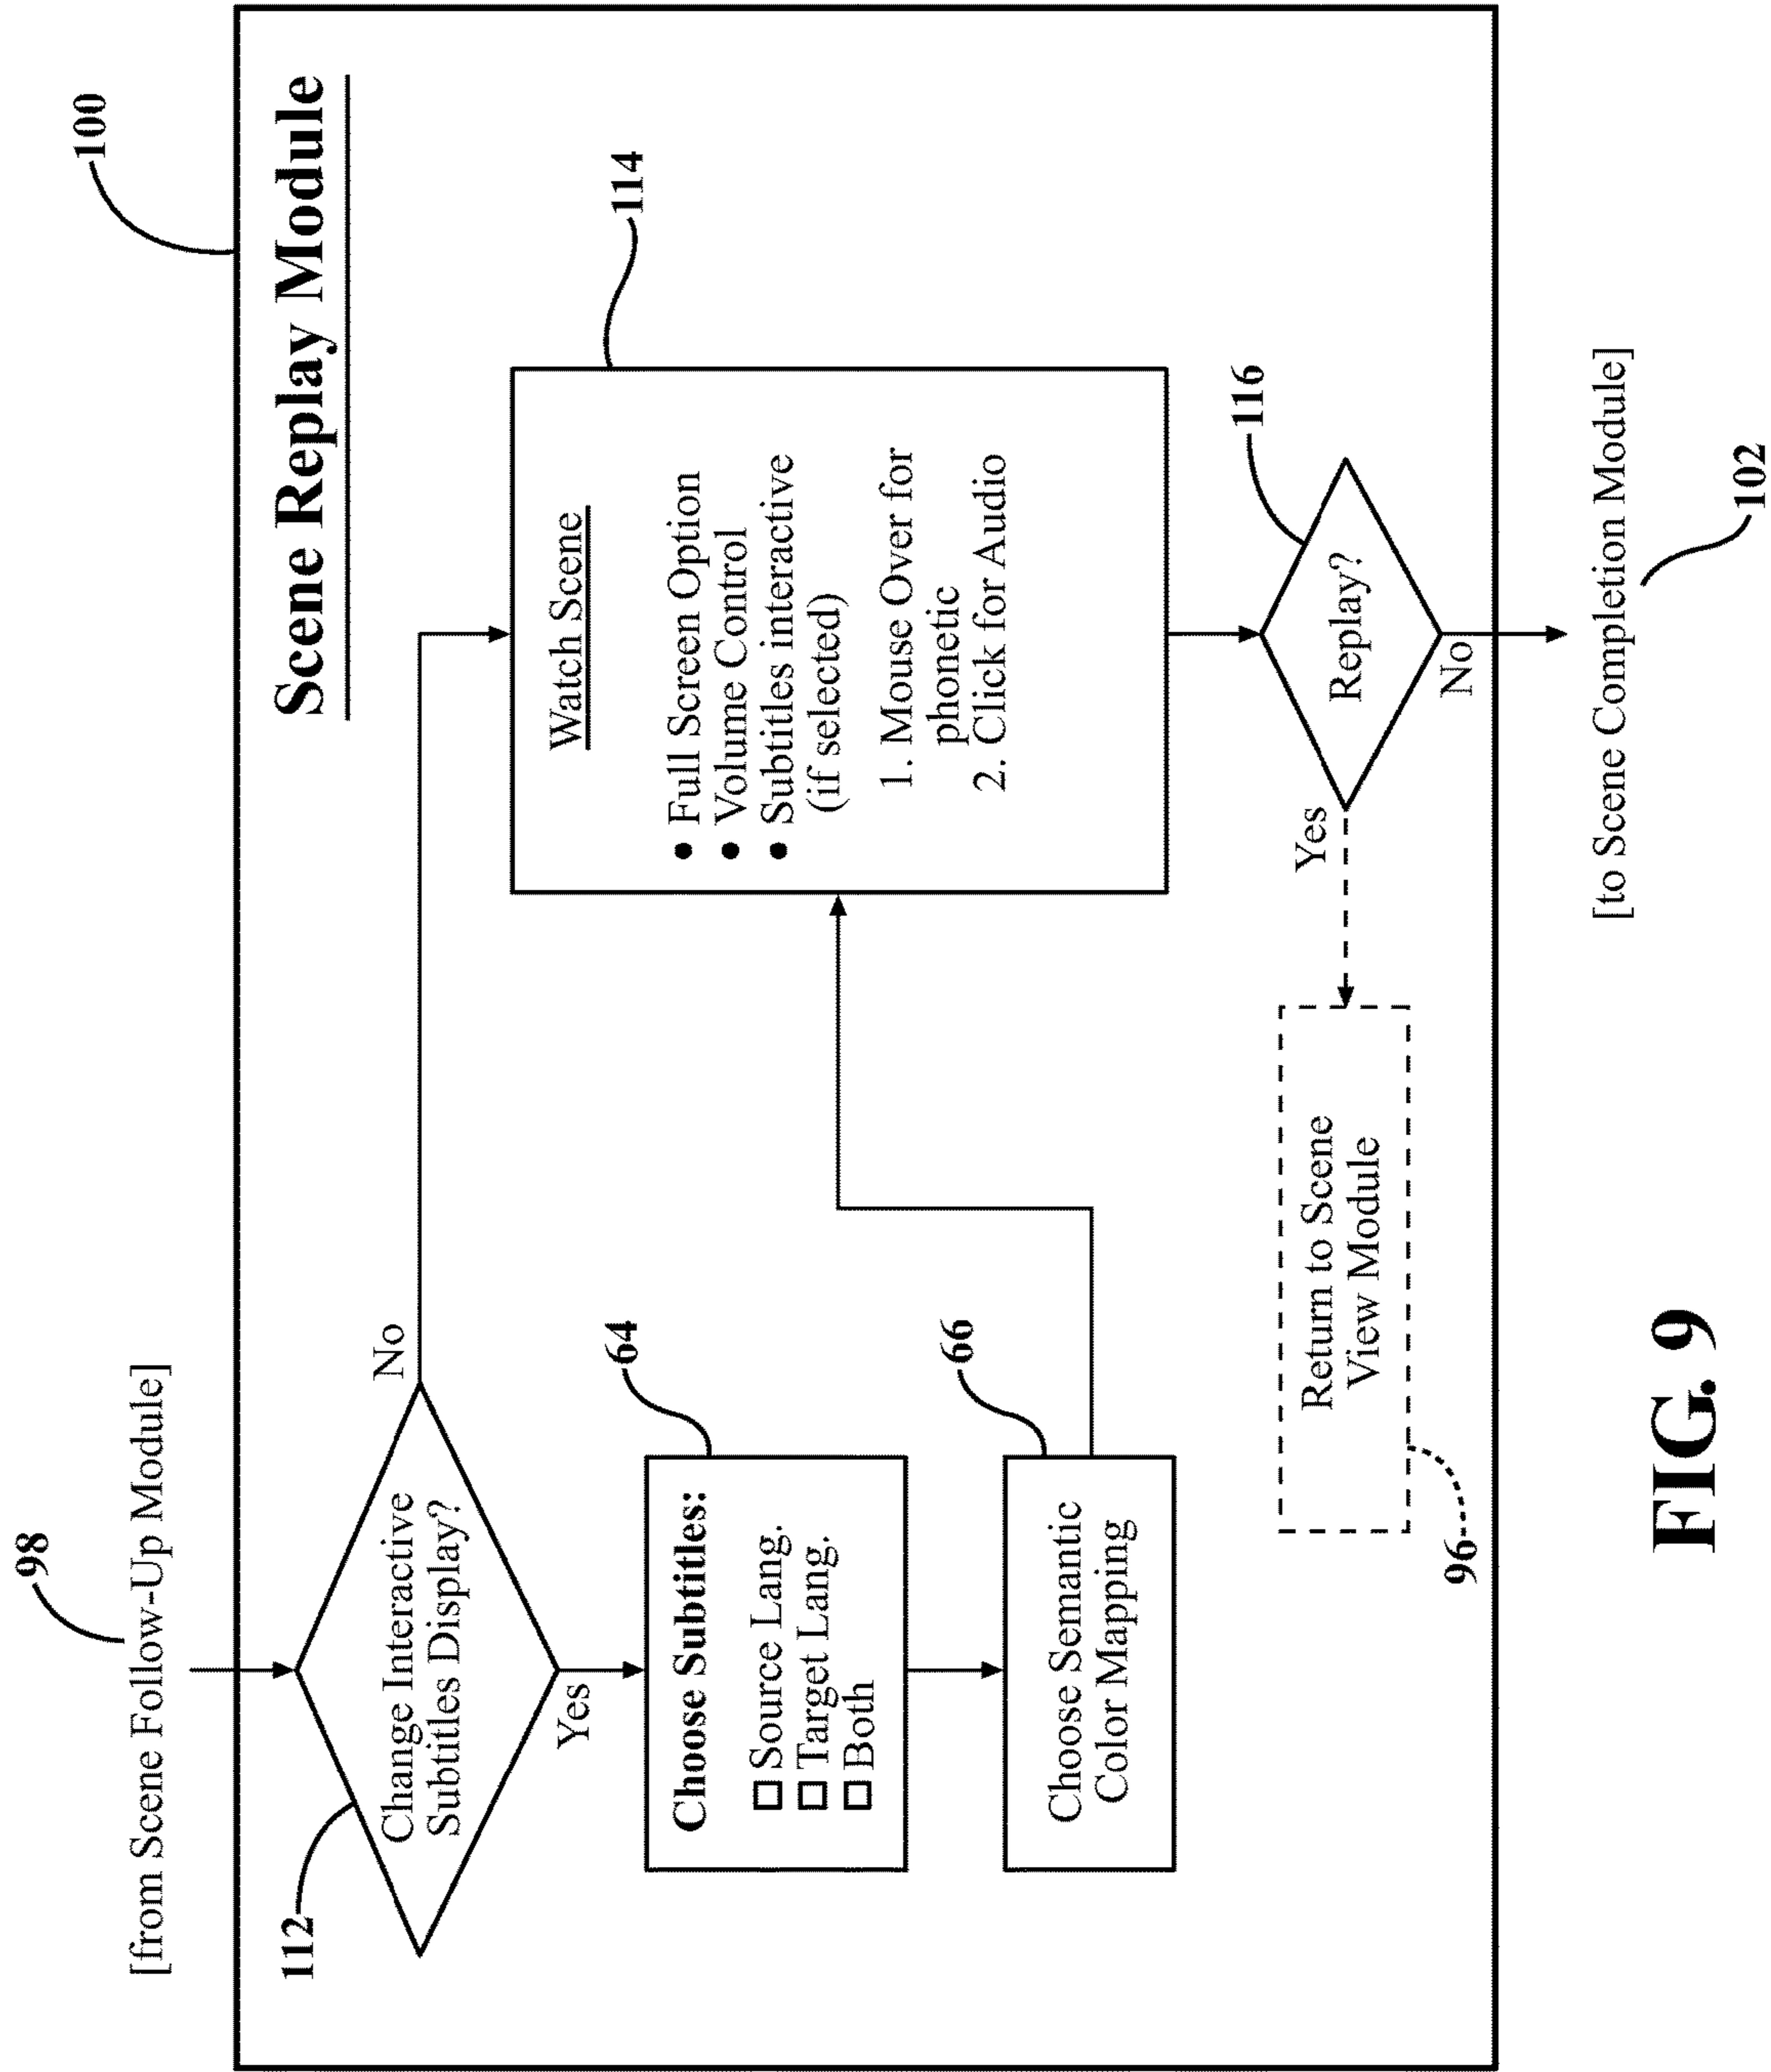 98
[from Scene Follow-Up Module]
100
Scene Replay Module
112
Change Interactive
Subtitles Display?
No
Yes
64
Choose Subtitles:
□ Source Lang.
□ Target Lang.
□ Both
66
Choose Semantic
Color Mapping
114
Watch Scene
• Full Screen Option
• Volume Control
• Subtitles interactive
(if selected)
1. Mouse Over for
phonetic
2. Click for Audio
116
Replay?
Yes
No
Return to Scene
View Module
96
[to Scene Completion Module]
102
FIG. 9